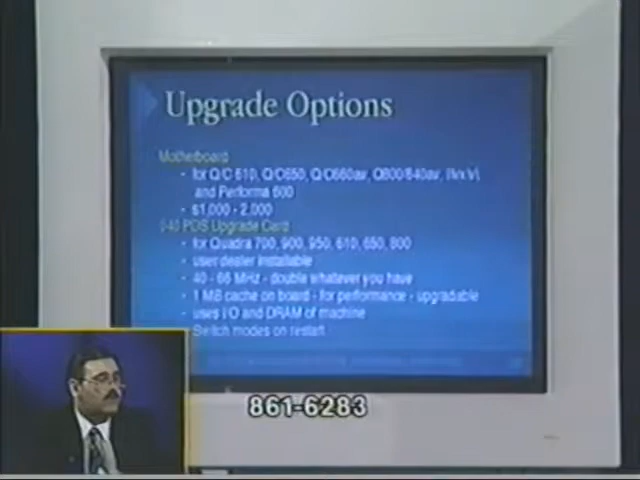 Upgrade Options
Motherboard
- for Q/C 610, Q/C650, Q/C660av, Q800/840av, IIvx VI,
and Performa 600
- $1,000 - 2,000
040 PDS Upgrade Card
- for Quadra 700, 900, 950, 610, 650, 800
- user dealer installable
- 40 - 66 MHz - double whatever you have
- 1 MB cache on board - for performance - upgradable
- uses I/O and DRAM of machine
- Switch modes on restart
861-6283